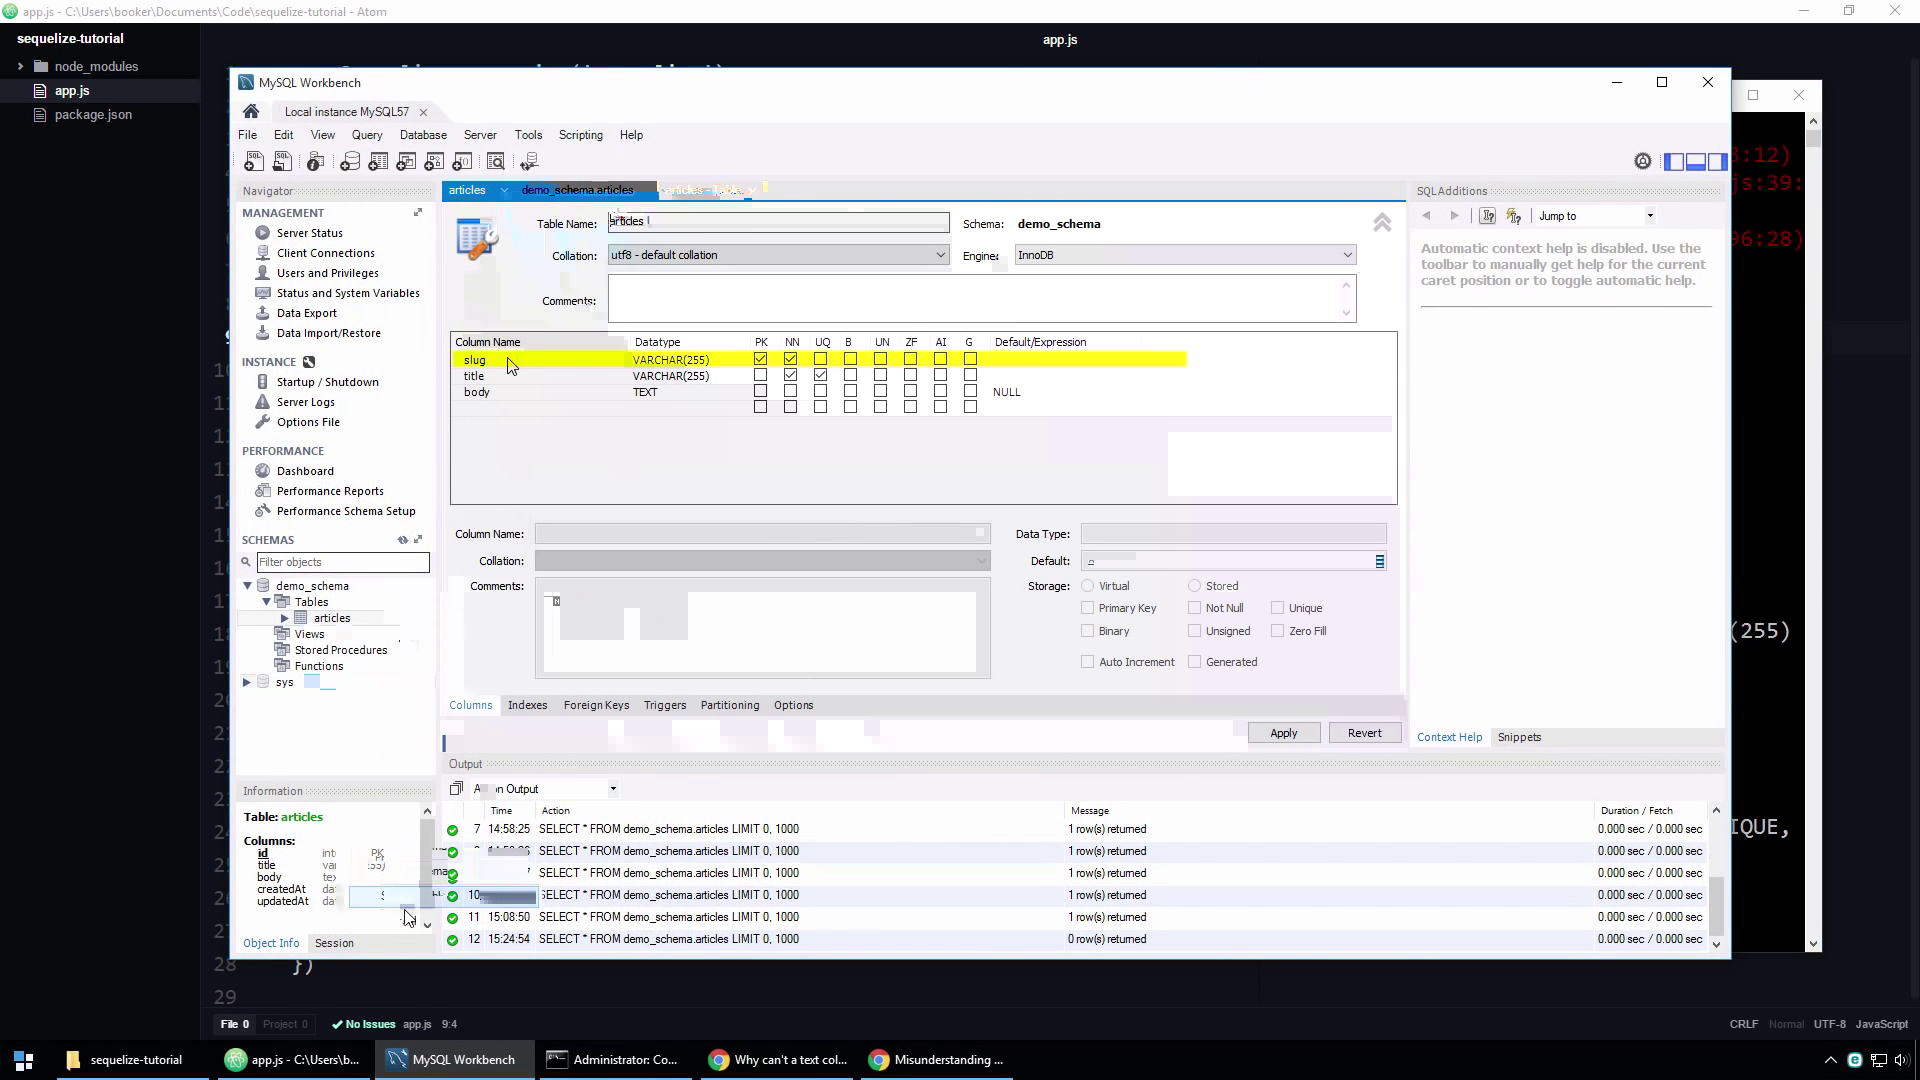 app.js - C:\Users\booker\Documents\Code\sequelize-tutorial - Atom
sequelize-tutorial
app.js
node_modules
app.js
package.json
MySQL Workbench
Local instance MySQL57
File Edit View Query Database Server Tools Scripting Help
Navigator
MANAGEMENT
Server Status
Client Connections
Users and Privileges
Status and System Variables
Data Export
Data Import/Restore
INSTANCE
Startup / Shutdown
Server Logs
Options File
PERFORMANCE
Dashboard
Performance Reports
Performance Schema Setup
SCHEMAS
Filter objects
demo_schema
Tables
articles
Views
Stored Procedures
Functions
sys
Information
Table: articles
Columns:
id PK
title
body
createdAt
updatedAt
Object Info Session
articles demo_schema.articles articles - Table
Table Name: articles Schema: demo_schema
Collation: utf8 - default collation Engine: InnoDB
Comments:
Column Name Datatype PK NN UQ B UN ZF AI G Default/Expression
slug VARCHAR(255)
title VARCHAR(255)
body TEXT NULL
Column Name: Data Type:
Collation: Default:
Comments: Storage: Virtual Stored
Primary Key Not Null Unique
Binary Unsigned Zero Fill
Auto Increment Generated
Columns Indexes Foreign Keys Triggers Partitioning Options
Apply Revert
Output
Time Action Message Duration / Fetch
7 14:58:25 SELECT * FROM demo_schema.articles LIMIT 0, 1000 1 row(s) returned 0.000 sec / 0.000 sec
SELECT * FROM demo_schema.articles LIMIT 0, 1000 1 row(s) returned 0.000 sec / 0.000 sec
SELECT * FROM demo_schema.articles LIMIT 0, 1000 1 row(s) returned 0.000 sec / 0.000 sec
10 SELECT * FROM demo_schema.articles LIMIT 0, 1000 1 row(s) returned 0.000 sec / 0.000 sec
11 15:08:50 SELECT * FROM demo_schema.articles LIMIT 0, 1000 1 row(s) returned 0.000 sec / 0.000 sec
12 15:24:54 SELECT * FROM demo_schema.articles LIMIT 0, 1000 0 row(s) returned 0.000 sec / 0.000 sec
SQLAdditions
Jump to
Automatic context help is disabled. Use the
toolbar to manually get help for the current
caret position or to toggle automatic help.
Context Help Snippets
:12)
js:39:
96:28)
(255)
IQUE,
28 })
29
File 0 Project 0 No Issues app.js 9:4 CRLF Normal UTF-8 JavaScript
sequelize-tutorial app.js - C:\Users\b... MySQL Workbench Administrator: Co... Why can't a text col... Misunderstanding ...